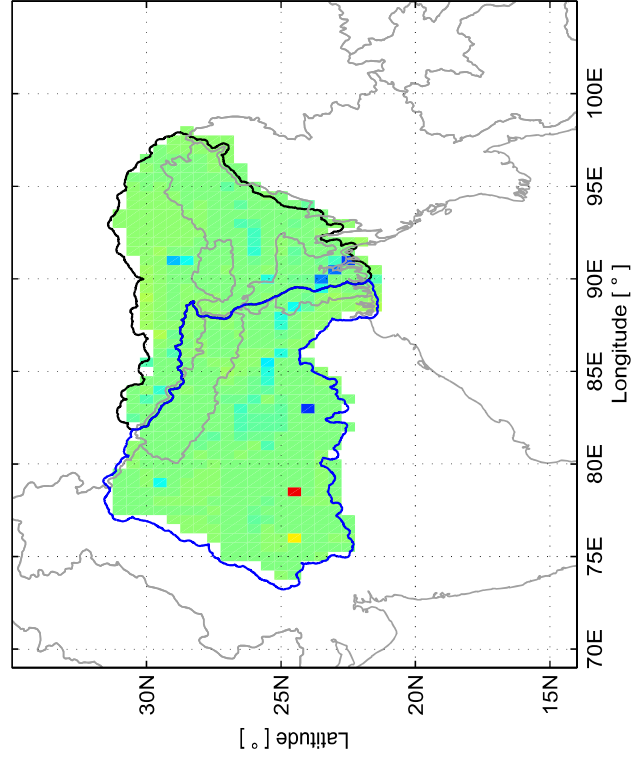 Latitude [ ° ]
30N
25N
20N
15N
70E
75E
80E
85E
90E
95E
100E
Longitude [ ° ]